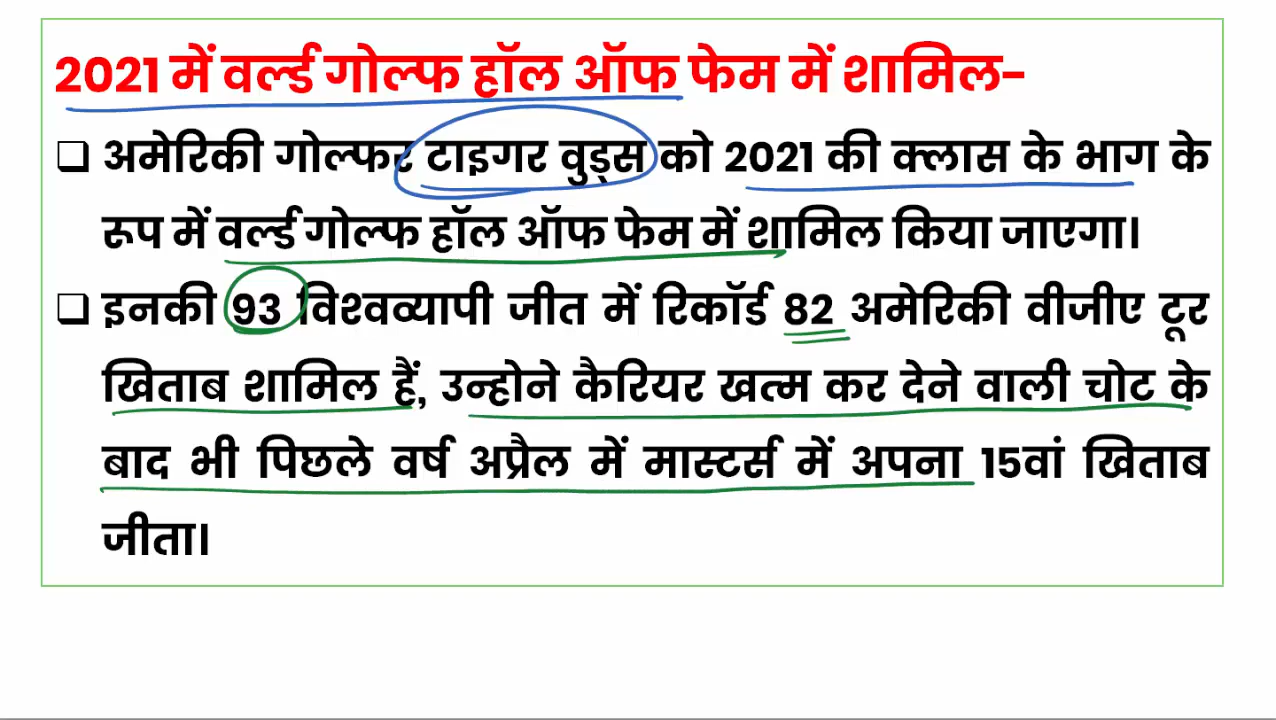 2021 में वर्ल्ड गोल्फ हॉल ऑफ फेम में शामिल-
❑ अमेरिकी गोल्फर टाइगर वुड्स को 2021 की क्लास के भाग के
रूप में वर्ल्ड गोल्फ हॉल ऑफ फेम में शामिल किया जाएगा।
❑ इनकी 93 विश्वव्यापी जीत में रिकॉर्ड 82 अमेरिकी वीजीए टूर
खिताब शामिल हैं, उन्होने कैरियर खत्म कर देने वाली चोट के
बाद भी पिछले वर्ष अप्रैल में मास्टर्स में अपना 15वां खिताब
जीता।